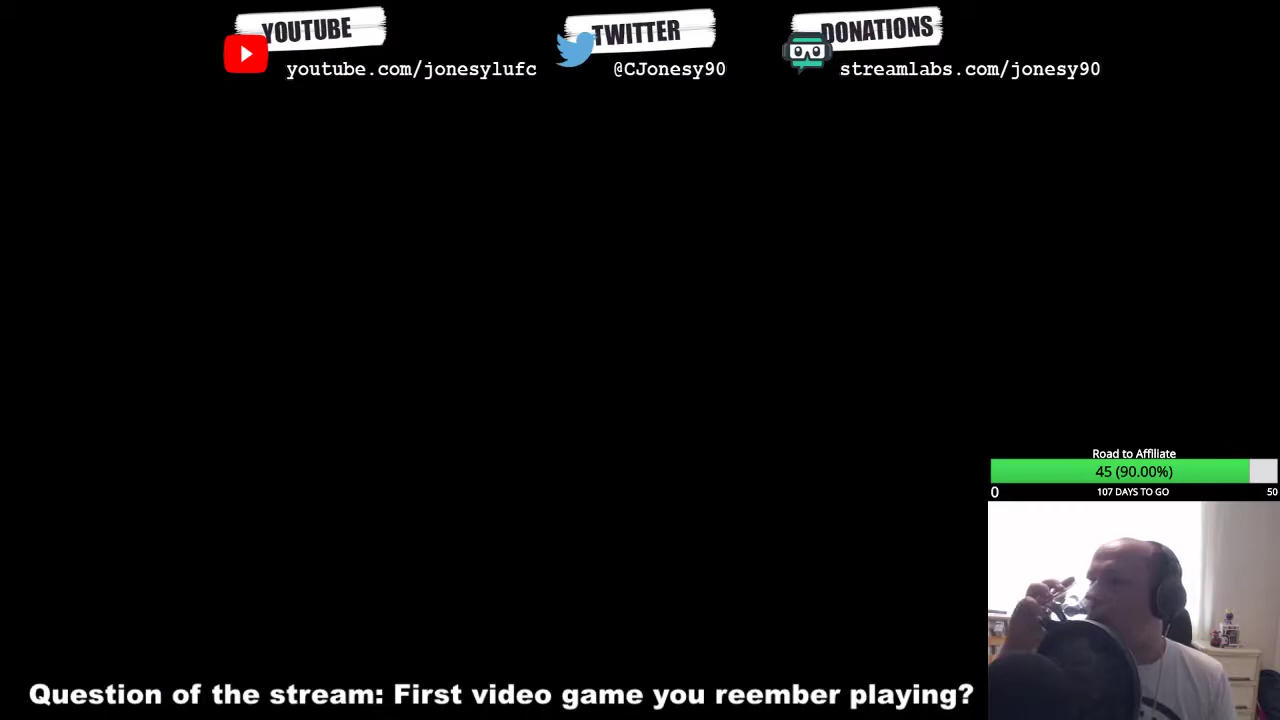 YOUTUBE
youtube.com/jonesylufc
TWITTER
@CJonesy90
DONATIONS
streamlabs.com/jonesy90
Road to Affiliate
45 (90.00%)
0
107 DAYS TO GO
50
Question of the stream: First video game you reember playing?